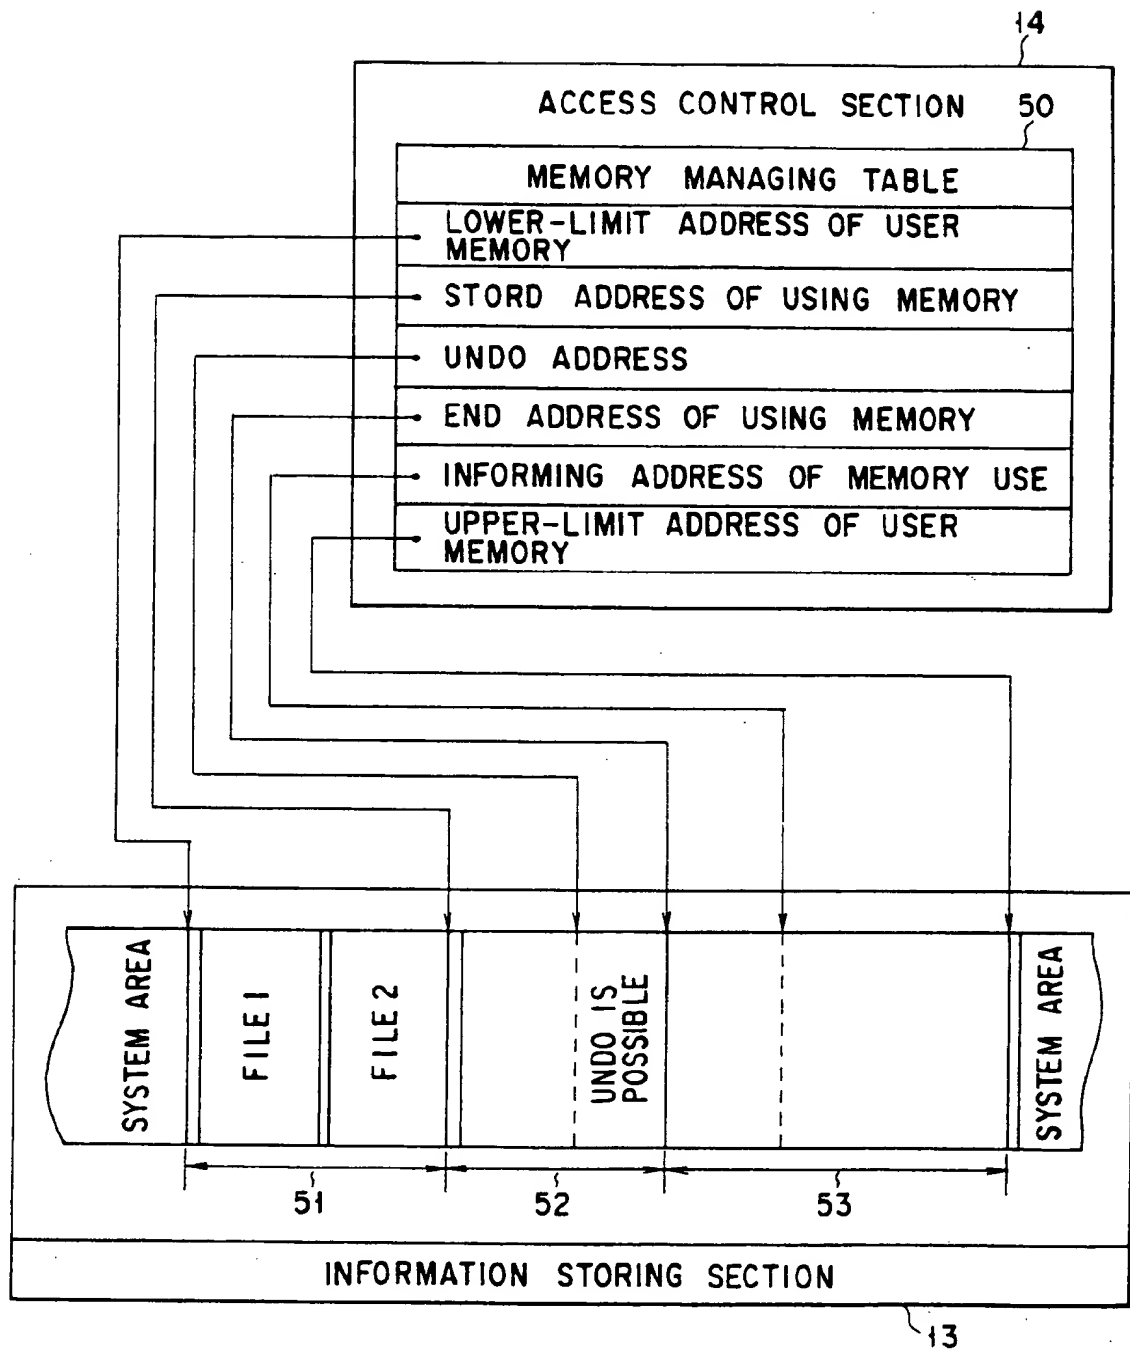 14
ACCESS CONTROL SECTION 50
MEMORY MANAGING TABLE
LOWER-LIMIT ADDRESS OF USER
MEMORY
STORD ADDRESS OF USING MEMORY
UNDO ADDRESS
END ADDRESS OF USING MEMORY
INFORMING ADDRESS OF MEMORY USE
UPPER-LIMIT ADDRESS OF USER
MEMORY
SYSTEM AREA
FILE 1
FILE 2
UNDO IS
POSSIBLE
SYSTEM AREA
51
52
53
INFORMATION STORING SECTION
13